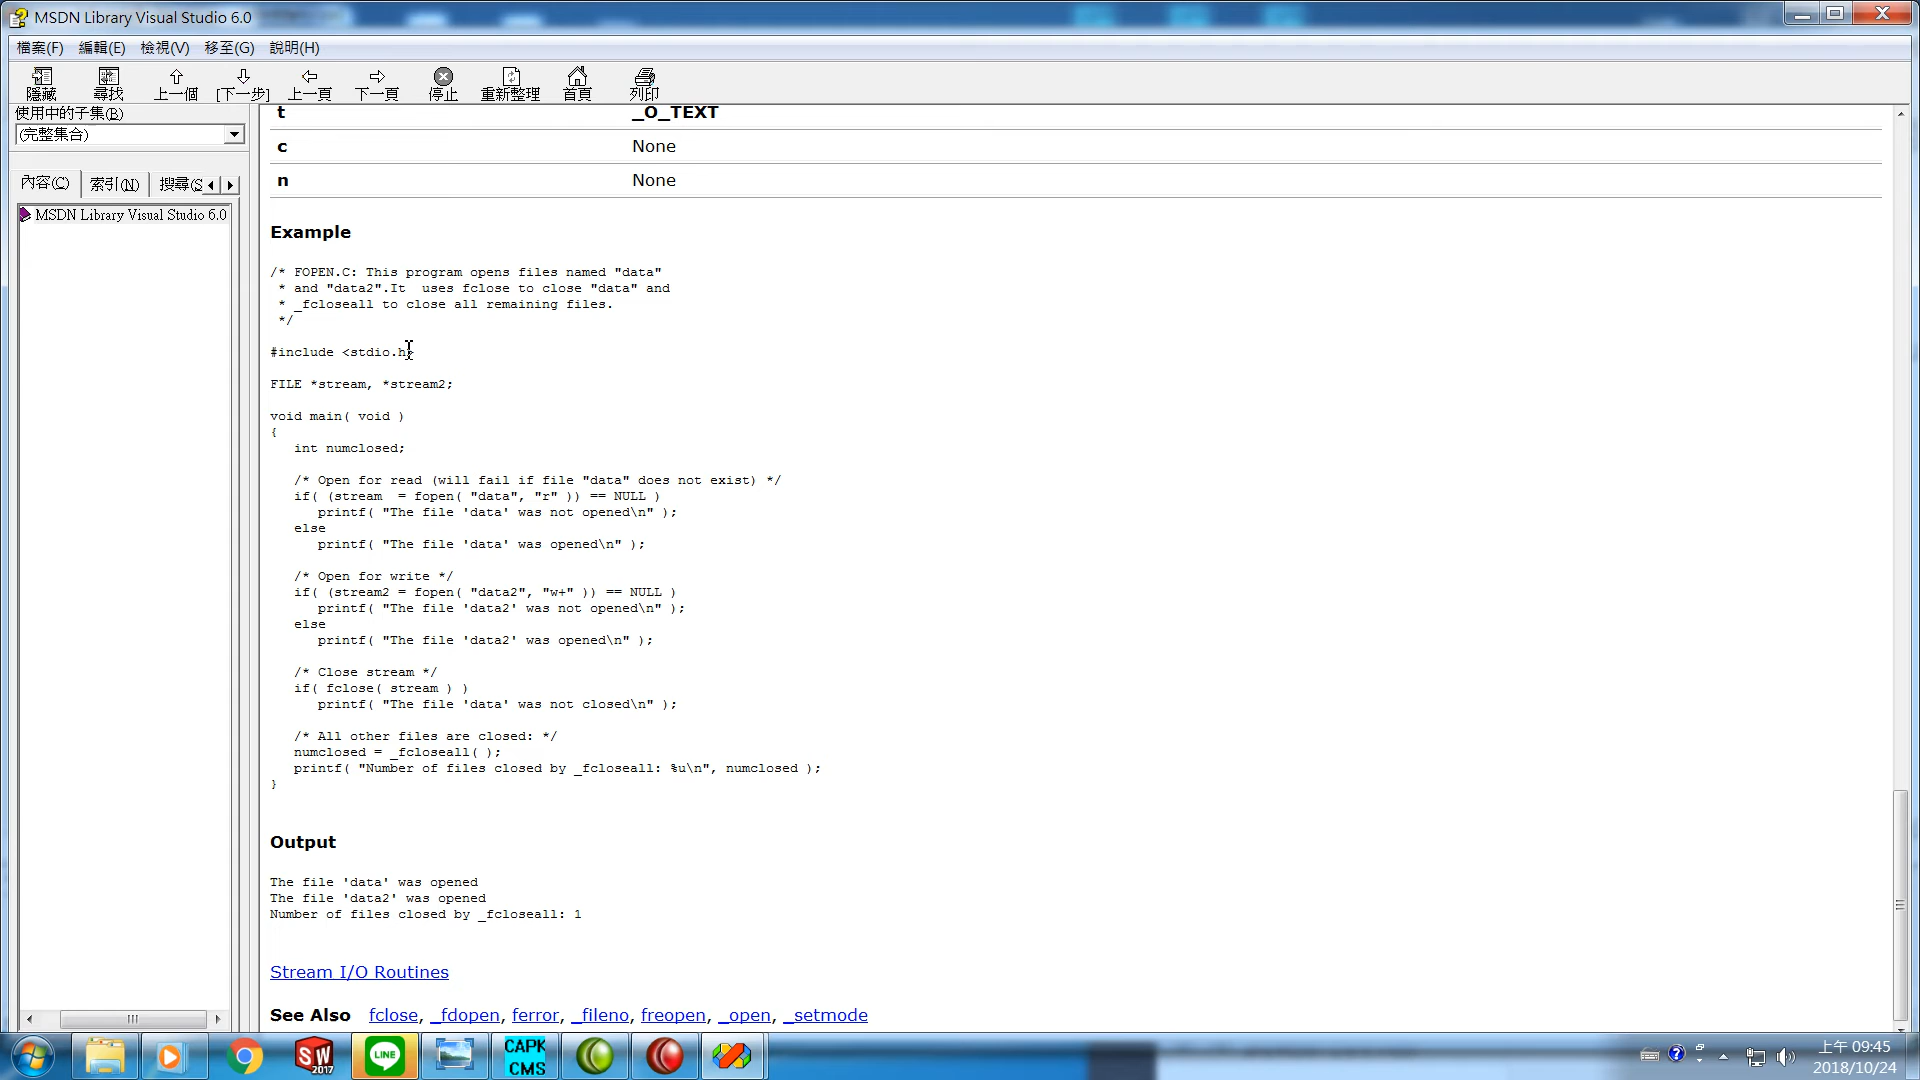 MSDN Library Visual Studio 6.0
檔案(F) 編輯(E) 檢視(V) 移至(G) 說明(H)
隱藏 尋找 上一個 [下一步] 上一頁 下一頁 停止 重新整理 首頁 列印
使用中的子集(B)
(完整集合)
內容(C) 索引(N) 搜尋(S
MSDN Library Visual Studio 6.0
t _O_TEXT
c None
n None
Example
/* FOPEN.C: This program opens files named "data"
 * and "data2".It  uses fclose to close "data" and
 * _fcloseall to close all remaining files.
 */
#include <stdio.h>
FILE *stream, *stream2;
void main( void )
{
   int numclosed;
   /* Open for read (will fail if file "data" does not exist) */
   if( (stream  = fopen( "data", "r" )) == NULL )
      printf( "The file 'data' was not opened\n" );
   else
      printf( "The file 'data' was opened\n" );
   /* Open for write */
   if( (stream2 = fopen( "data2", "w+" )) == NULL )
      printf( "The file 'data2' was not opened\n" );
   else
      printf( "The file 'data2' was opened\n" );
   /* Close stream */
   if( fclose( stream ) )
      printf( "The file 'data' was not closed\n" );
   /* All other files are closed: */
   numclosed = _fcloseall( );
   printf( "Number of files closed by _fcloseall: %u\n", numclosed );
}
Output
The file 'data' was opened
The file 'data2' was opened
Number of files closed by _fcloseall: 1
Stream I/O Routines
See Also fclose, _fdopen, ferror, _fileno, freopen, _open, _setmode
SW 2017
LINE
CAPK CMS
上午 09:45
2018/10/24